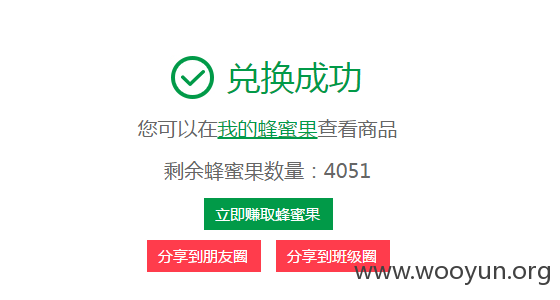 兑换成功
您可以在我的蜂蜜果查看商品
剩余蜂蜜果数量：4051
立即赚取蜂蜜果
分享到朋友圈 分享到班级圈
www.wooyun.org